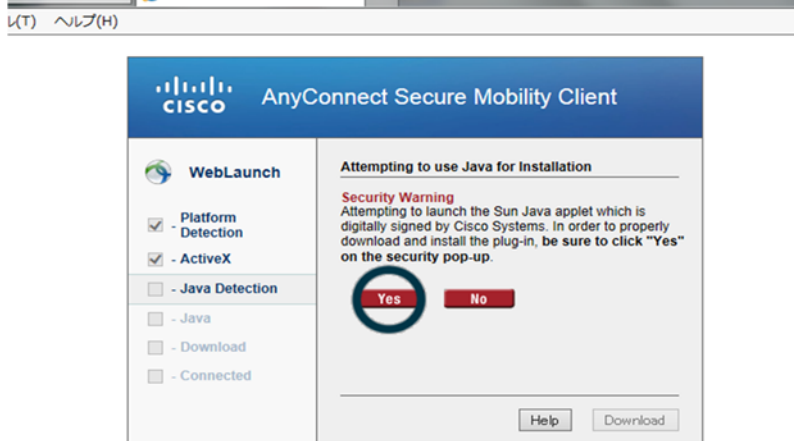 ル(T) ヘルプ(H)
CISCO AnyConnect Secure Mobility Client
WebLaunch
- Platform Detection
- ActiveX
- Java Detection
- Java
- Download
- Connected
Attempting to use Java for Installation
Security Warning
Attempting to launch the Sun Java applet which is
digitally signed by Cisco Systems. In order to properly
download and install the plug-in, be sure to click "Yes"
on the security pop-up.
Yes No
Help Download